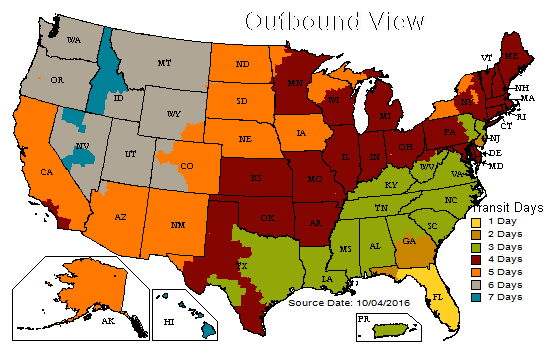 Outbound View
WA
OR
ID
MT
WY
NV
UT
CO
CA
AZ
NM
ND
SD
NE
KS
OK
TX
MN
IA
MO
AR
LA
WI
IL
IN
MI
OH
KY
TN
MS
AL
GA
FL
SC
NC
VA
WV
PA
NY
VT
ME
NH
MA
RI
CT
NJ
DE
MD
AK
HI
PR
Transit Days
1 Day
2 Days
3 Days
4 Days
5 Days
6 Days
7 Days
Source Date: 10/04/2016